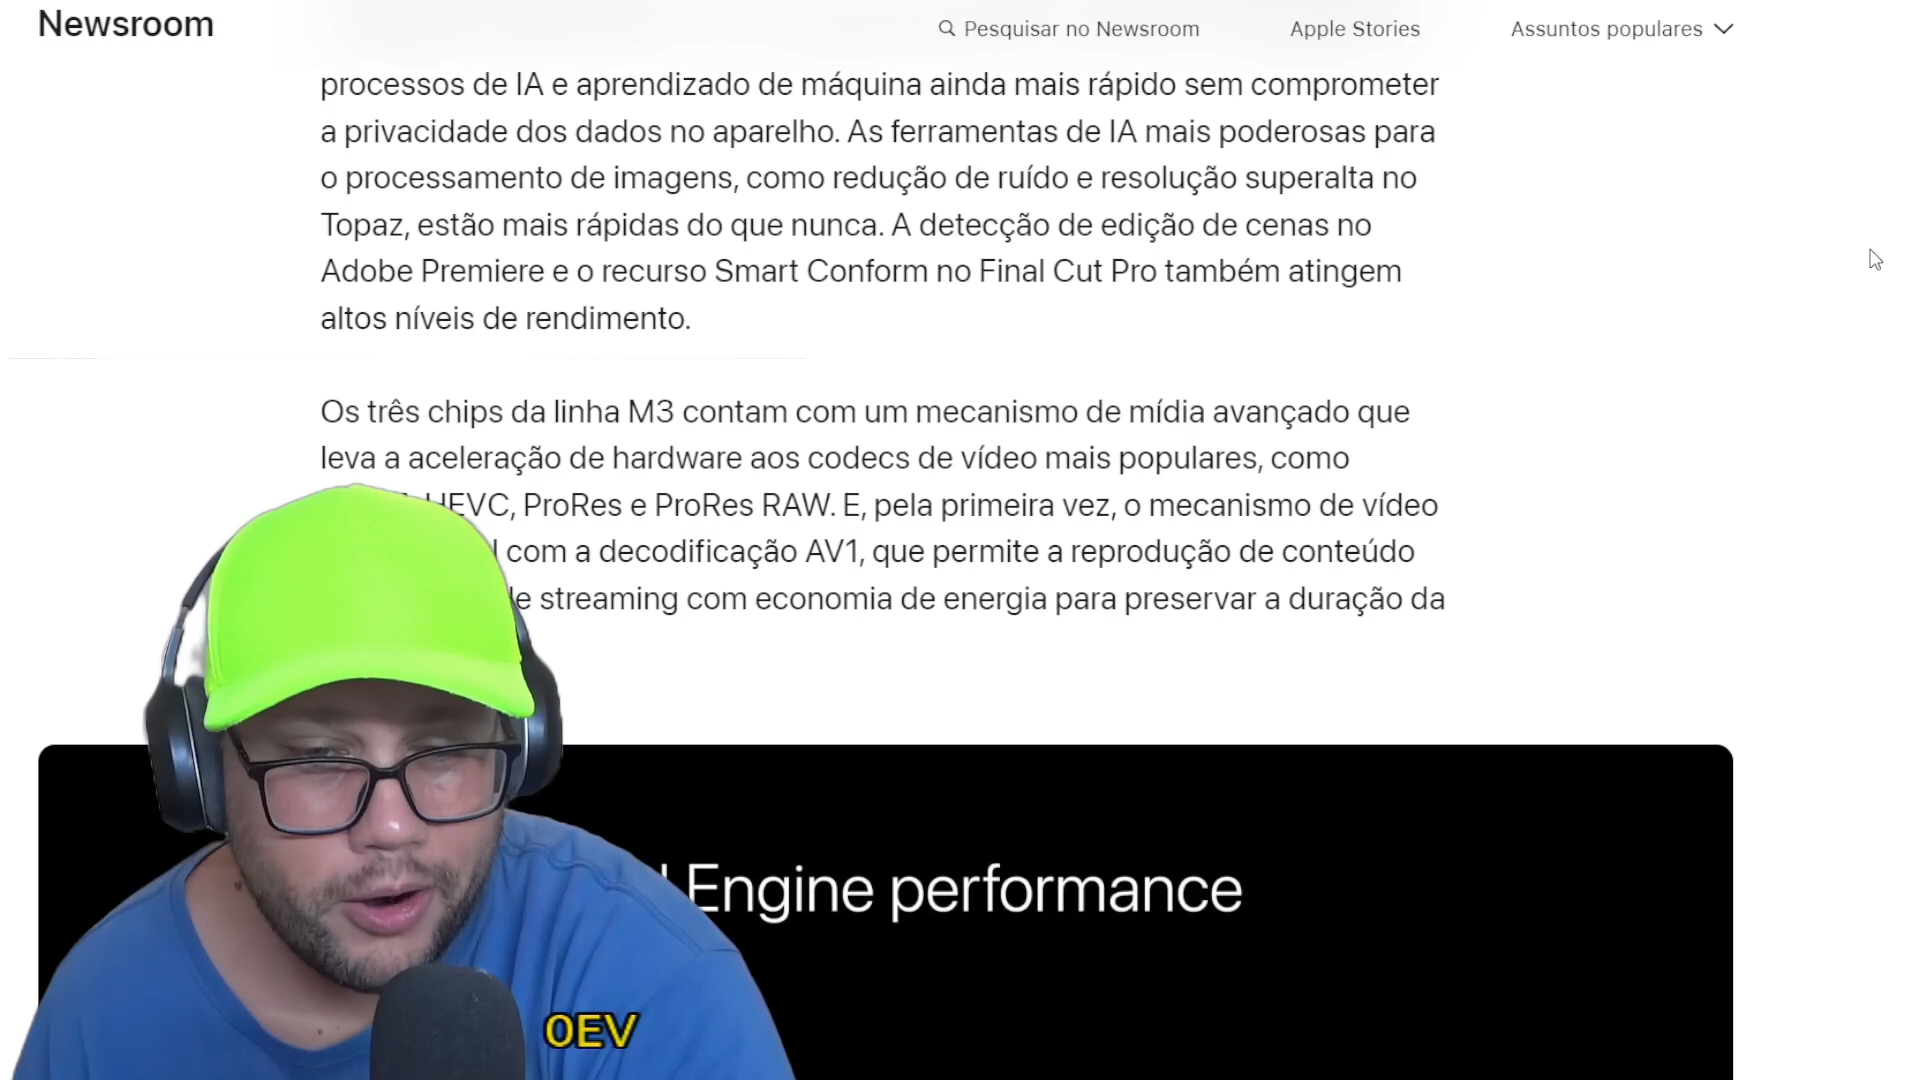 Newsroom
Pesquisar no Newsroom
Apple Stories
Assuntos populares
processos de IA e aprendizado de máquina ainda mais rápido sem comprometer
a privacidade dos dados no aparelho. As ferramentas de IA mais poderosas para
o processamento de imagens, como redução de ruído e resolução superalta no
Topaz, estão mais rápidas do que nunca. A detecção de edição de cenas no
Adobe Premiere e o recurso Smart Conform no Final Cut Pro também atingem
altos níveis de rendimento.
Os três chips da linha M3 contam com um mecanismo de mídia avançado que
leva a aceleração de hardware aos codecs de vídeo mais populares, como
HEVC, ProRes e ProRes RAW. E, pela primeira vez, o mecanismo de vídeo
com a decodificação AV1, que permite a reprodução de conteúdo
streaming com economia de energia para preservar a duração da
Engine performance
OEV